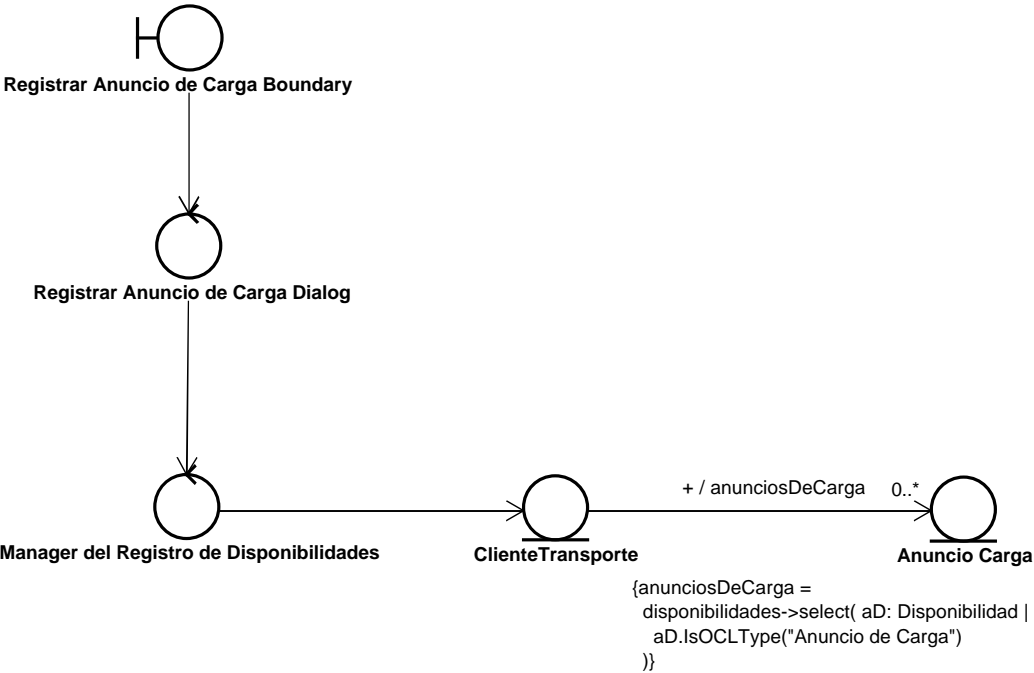 Registrar Anuncio de Carga Boundary
Registrar Anuncio de Carga Dialog
+ / anunciosDeCarga 0..*
Manager del Registro de Disponibilidades
ClienteTransporte
Anuncio Carga
{anunciosDeCarga =
disponibilidades->select( aD: Disponibilidad |
aD.IsOCLType("Anuncio de Carga")
)}